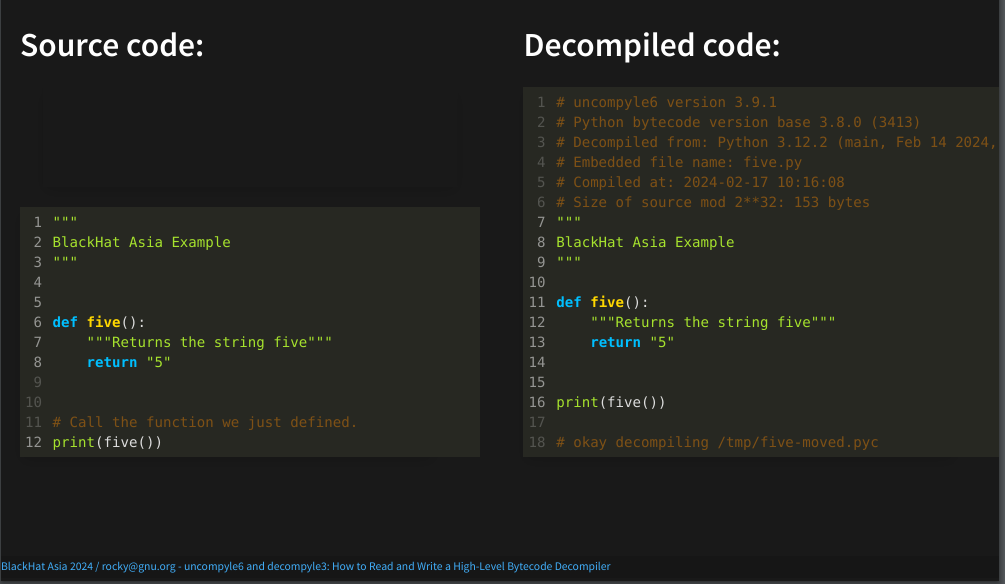 Source code:
1 """
2 BlackHat Asia Example
3 """
4
5
6 def five():
7     """Returns the string five"""
8     return "5"
9
10
11 # Call the function we just defined.
12 print(five())
Decompiled code:
1 # uncompyle6 version 3.9.1
2 # Python bytecode version base 3.8.0 (3413)
3 # Decompiled from: Python 3.12.2 (main, Feb 14 2024,
4 # Embedded file name: five.py
5 # Compiled at: 2024-02-17 10:16:08
6 # Size of source mod 2**32: 153 bytes
7 """
8 BlackHat Asia Example
9 """
10
11 def five():
12     """Returns the string five"""
13     return "5"
14
15
16 print(five())
17
18 # okay decompiling /tmp/five-moved.pyc
BlackHat Asia 2024 / rocky@gnu.org - uncompyle6 and decompyle3: How to Read and Write a High-Level Bytecode Decompiler